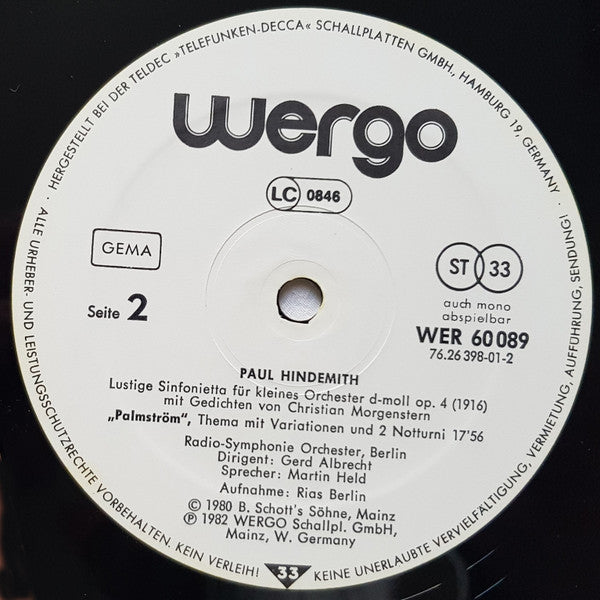 HERGESTELLT BEI DER TELDEC »TELEFUNKEN-DECCA« SCHALLPLATTEN GMBH, HAMBURG 19, GERMANY ·
wergo
LC 0846
GEMA
ST 33
auch mono
abspielbar
Seite 2
WER 60 089
76.26 398-01-2
PAUL HINDEMITH
Lustige Sinfonietta für kleines Orchester d-moll op. 4 (1916)
mit Gedichten von Christian Morgenstern
„Palmström“, Thema mit Variationen und 2 Notturni 17'56
Radio-Symphonie Orchester, Berlin
Dirigent: Gerd Albrecht
Sprecher: Martin Held
Aufnahme: Rias Berlin
© 1980 B. Schott's Söhne, Mainz
℗ 1982 WERGO Schallpl. GmbH,
Mainz, W. Germany
· ALLE URHEBER- UND LEISTUNGSSCHUTZRECHTE VORBEHALTEN. KEIN VERLEIH! 33 KEINE UNERLAUBTE VERVIELFÄLTIGUNG, VERMIETUNG, AUFFÜHRUNG, SENDUNG!